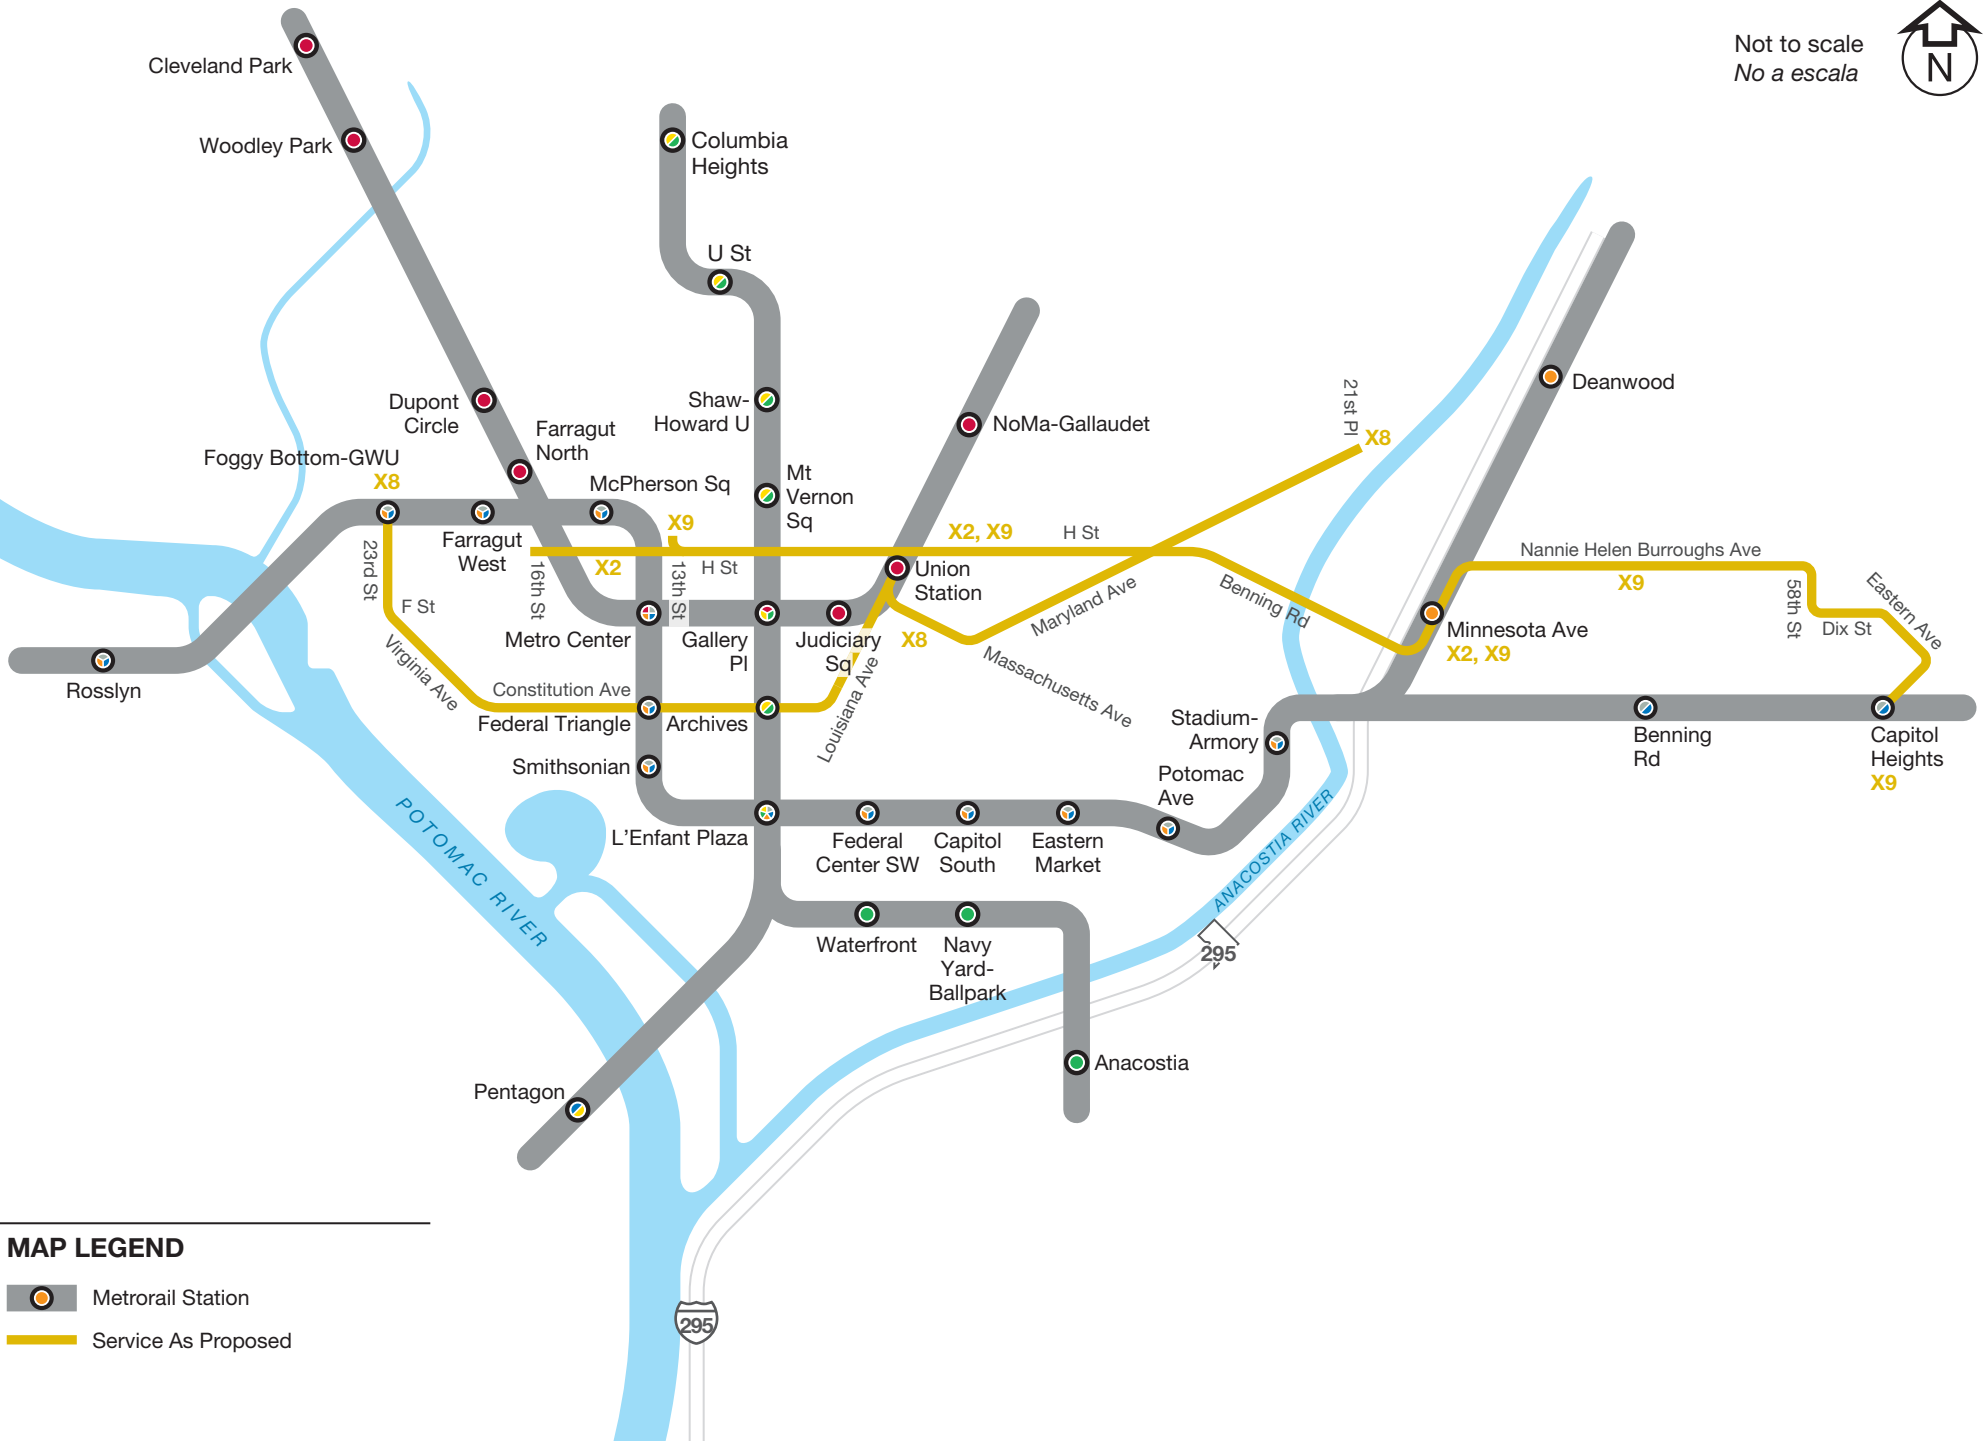 Not to scale
No a escala
N
Cleveland Park
Woodley Park
Columbia
Heights
U St
Dupont
Circle
Farragut
North
Foggy Bottom-GWU
X8
McPherson Sq
Shaw-
Howard U
Mt
Vernon
Sq
NoMa-Gallaudet
21st Pl
X8
Deanwood
Farragut
West
X9
X2
H St
X2, X9
H St
Union
Station
23rd St
F St
16th St
13th St
Virginia Ave
Metro Center
Gallery
Pl
Judiciary
Sq
X8
Maryland Ave
Massachusetts Ave
Louisiana Ave
Benning Rd
Nannie Helen Burroughs Ave
X9
58th St
Dix St
Eastern Ave
Minnesota Ave
X2, X9
Rosslyn
Constitution Ave
Federal Triangle
Archives
Smithsonian
L'Enfant Plaza
Federal
Center SW
Capitol
South
Eastern
Market
Potomac
Ave
Stadium-
Armory
Benning
Rd
Capitol
Heights
X9
POTOMAC RIVER
ANACOSTIA RIVER
295
Waterfront
Navy
Yard-
Ballpark
Anacostia
Pentagon
295
MAP LEGEND
Metrorail Station
Service As Proposed